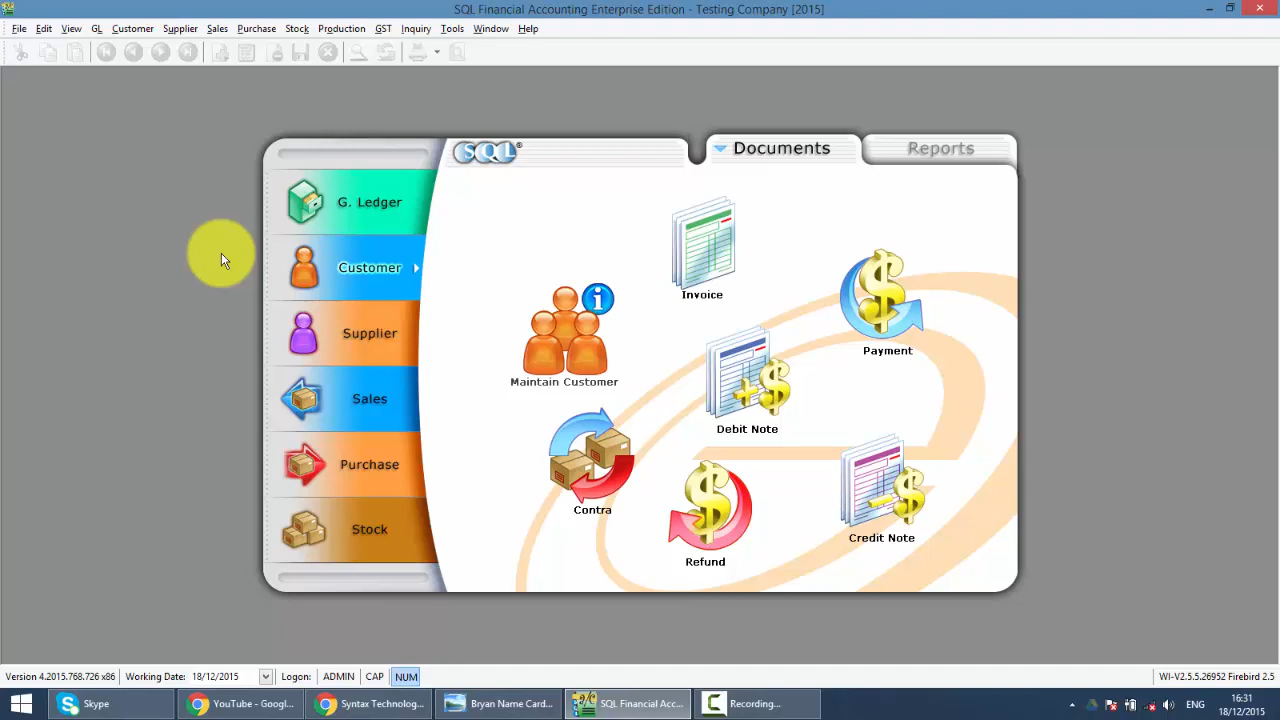 SQL Financial Accounting Enterprise Edition - Testing Company [2015]
File Edit View GL Customer Supplier Sales Purchase Stock Production GST Inquiry Tools Window Help
SQL®
Documents
Reports
G. Ledger
Customer
Supplier
Sales
Purchase
Stock
Invoice
Payment
Maintain Customer
Debit Note
Contra
Credit Note
Refund
Version 4.2015.768.726 x86 Working Date: 18/12/2015 Logon: ADMIN CAP NUM WI-V2.5.5.26952 Firebird 2.5
Skype YouTube - Googl... Syntax Technolog... Bryan Name Card... SQL Financial Acc... Recording... ENG 16:31
18/12/2015